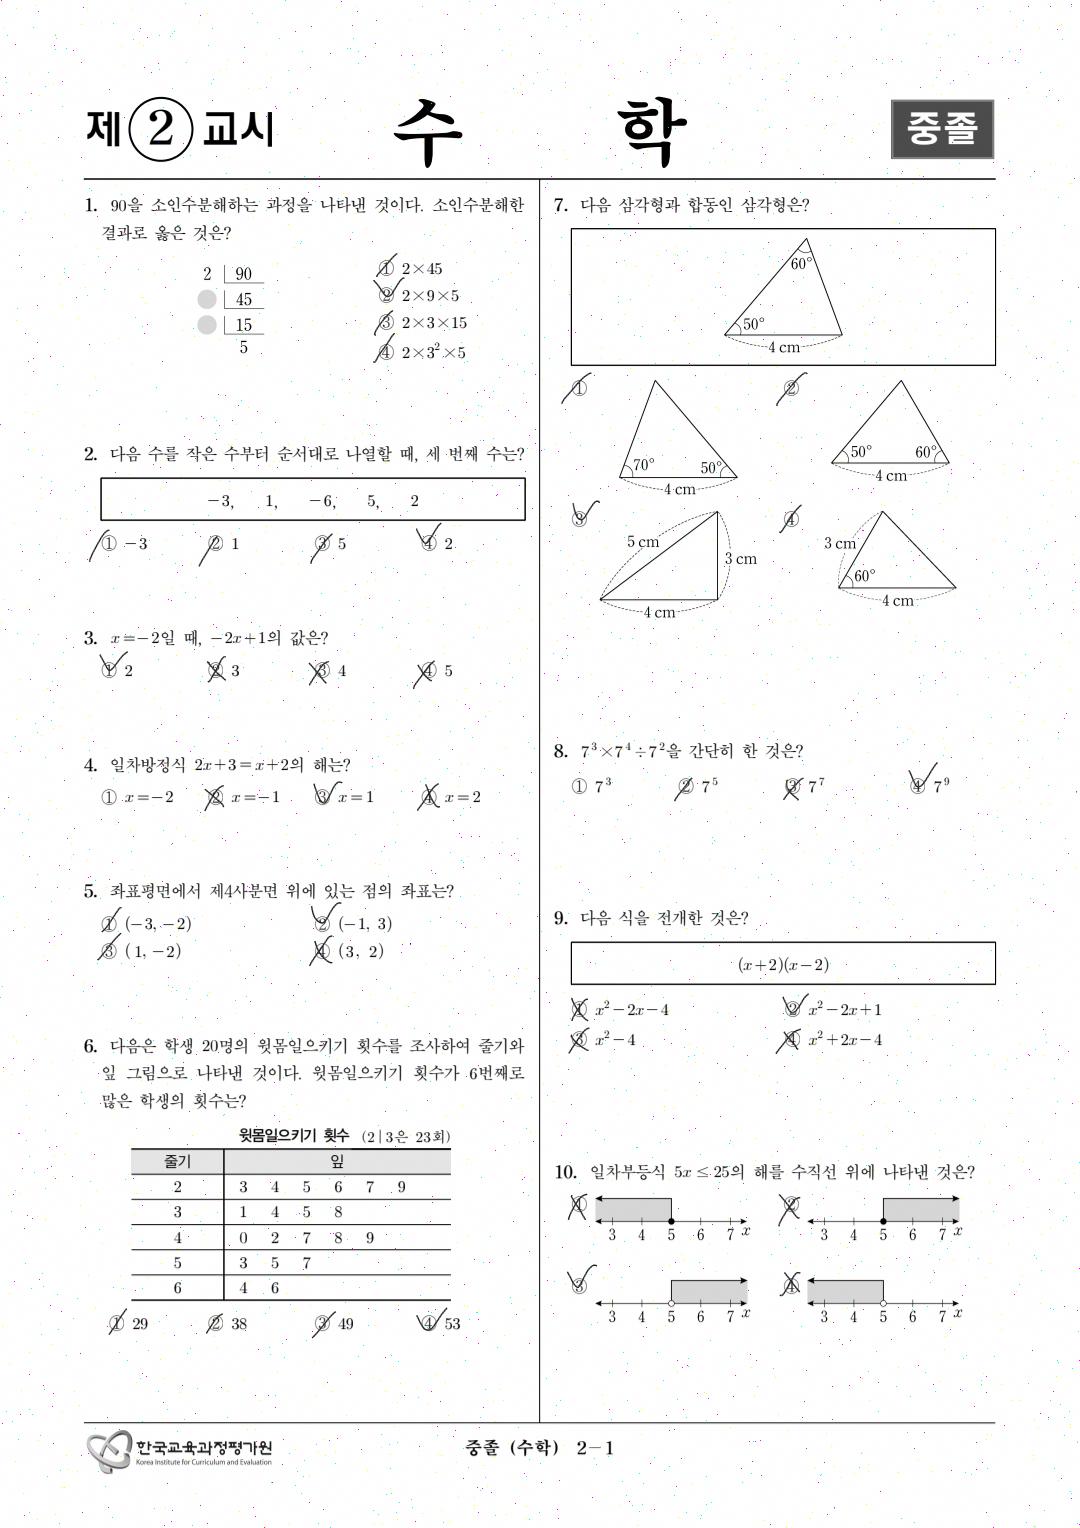 제 2 교시
수 학
중졸
1. 90을 소인수분해하는 과정을 나타낸 것이다. 소인수분해한
결과로 옳은 것은?
2 90
45
15
5
① 2×45
② 2×9×5
③ 2×3×15
④ 2×3²×5
2. 다음 수를 작은 수부터 순서대로 나열할 때, 세 번째 수는?
−3, 1, −6, 5, 2
① −3 ② 1 ③ 5 ④ 2
3. x=−2일 때, −2x+1의 값은?
① 2 ② 3 ③ 4 ④ 5
4. 일차방정식 2x+3=x+2의 해는?
① x=−2 ② x=−1 ③ x=1 ④ x=2
5. 좌표평면에서 제4사분면 위에 있는 점의 좌표는?
① (−3, −2) ② (−1, 3)
③ (1, −2) ④ (3, 2)
6. 다음은 학생 20명의 윗몸일으키기 횟수를 조사하여 줄기와
잎 그림으로 나타낸 것이다. 윗몸일으키기 횟수가 6번째로
많은 학생의 횟수는?
윗몸일으키기 횟수 (2|3은 23회)
줄기 잎
2 3 4 5 6 7 9
3 1 4 5 8
4 0 2 7 8 9
5 3 5 7
6 4 6
① 29 ② 38 ③ 49 ④ 53
7. 다음 삼각형과 합동인 삼각형은?
60°
50°
4 cm
① ②
70° 50°
4 cm
50° 60°
4 cm
③ ④
5 cm
3 cm
4 cm
3 cm
60°
4 cm
8. 7³×7⁴÷7²을 간단히 한 것은?
① 7³ ② 7⁵ ③ 7⁷ ④ 7⁹
9. 다음 식을 전개한 것은?
(x+2)(x−2)
① x²−2x−4 ② x²−2x+1
③ x²−4 ④ x²+2x−4
10. 일차부등식 5x ≤ 25의 해를 수직선 위에 나타낸 것은?
① ②
3 4 5 6 7 x 3 4 5 6 7 x
③ ④
3 4 5 6 7 x 3 4 5 6 7 x
한국교육과정평가원
Korea Institute for Curriculum and Evaluation
중졸 (수학) 2−1